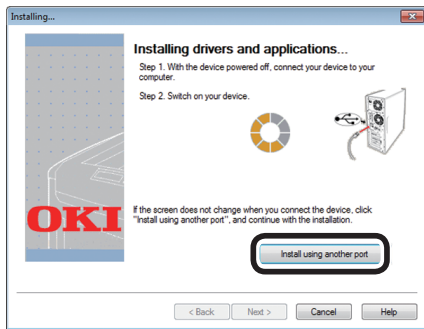 Installing...
Installing drivers and applications...
Step 1. With the device powered off, connect your device to your
computer.
Step 2. Switch on your device.
OKI
If the screen does not change when you connect the device, click
"Install using another port", and continue with the installation.
Install using another port
< Back
Next >
Cancel
Help